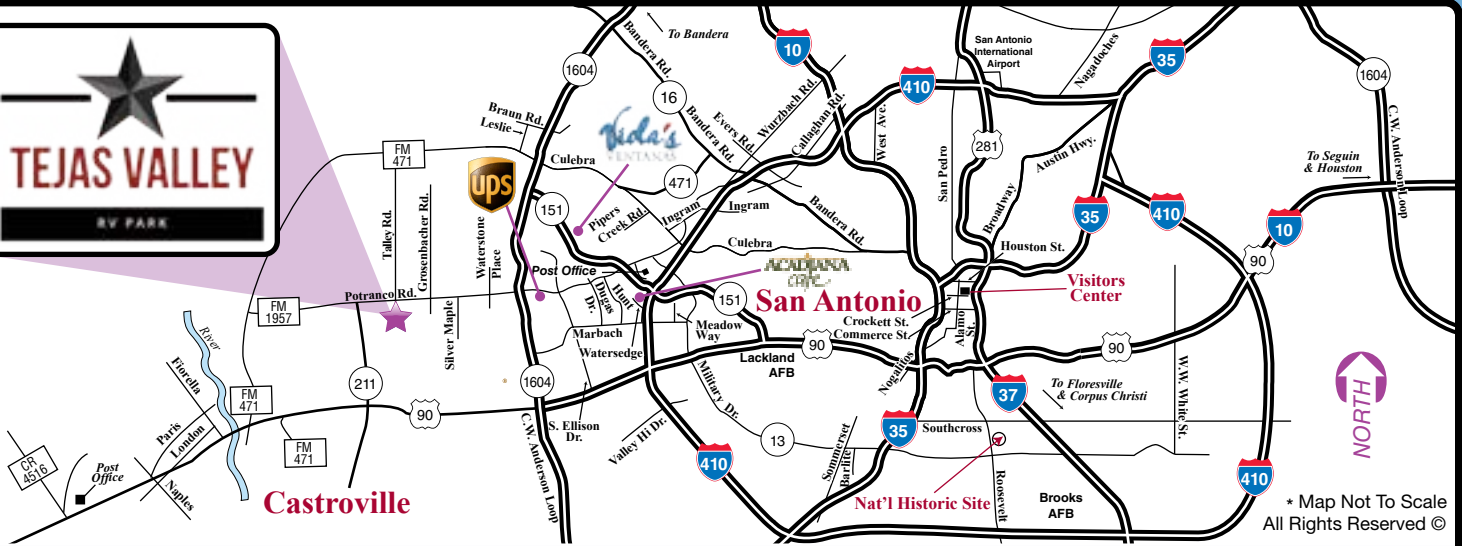 TEJAS VALLEY
RV PARK
To Bandera
Bandera Rd.
10
San Antonio
International
Airport
Nagadoches
35
1604
1604
410
16
Braun Rd.
Leslie
Viola's
VENTANAS
Bandera Rd.
Evers Rd.
Wurzbach Rd.
Callaghan Rd.
West Ave.
San Pedro
281
Austin Hwy.
C.W. Anderson Loop
To Seguin
& Houston
FM
471
Culebra
ups
471
Talley Rd.
Grosenbacher Rd.
Waterstone
Place
151
Pipers
Creek Rd.
Ingram
Ingram
Bandera Rd.
Broadway
35
410
10
90
Culebra
Houston St.
Post Office
ACADIANA
CAFE
Visitors
Center
Potranco Rd.
FM
1957
Dugas
Dr.
Hunt
151
San Antonio
Crockett St.
Commerce St.
Alamo
St.
River
Silver Maple
Marbach
Watersedge
Meadow
Way
90
90
Lackland
AFB
Nogalitos
W.W. White St.
Fiorella
211
1604
Military Dr.
37
To Floresville
& Corpus Christi
NORTH
FM
471
90
Paris
London
S. Ellison
Dr.
Valley Hi Dr.
13
Sommerset
Barlite
35
Southcross
FM
471
C.W. Anderson Loop
410
410
CR
4516
Post
Office
Naples
Castroville
Nat'l Historic Site
Roosevelt
Brooks
AFB
* Map Not To Scale
All Rights Reserved ©